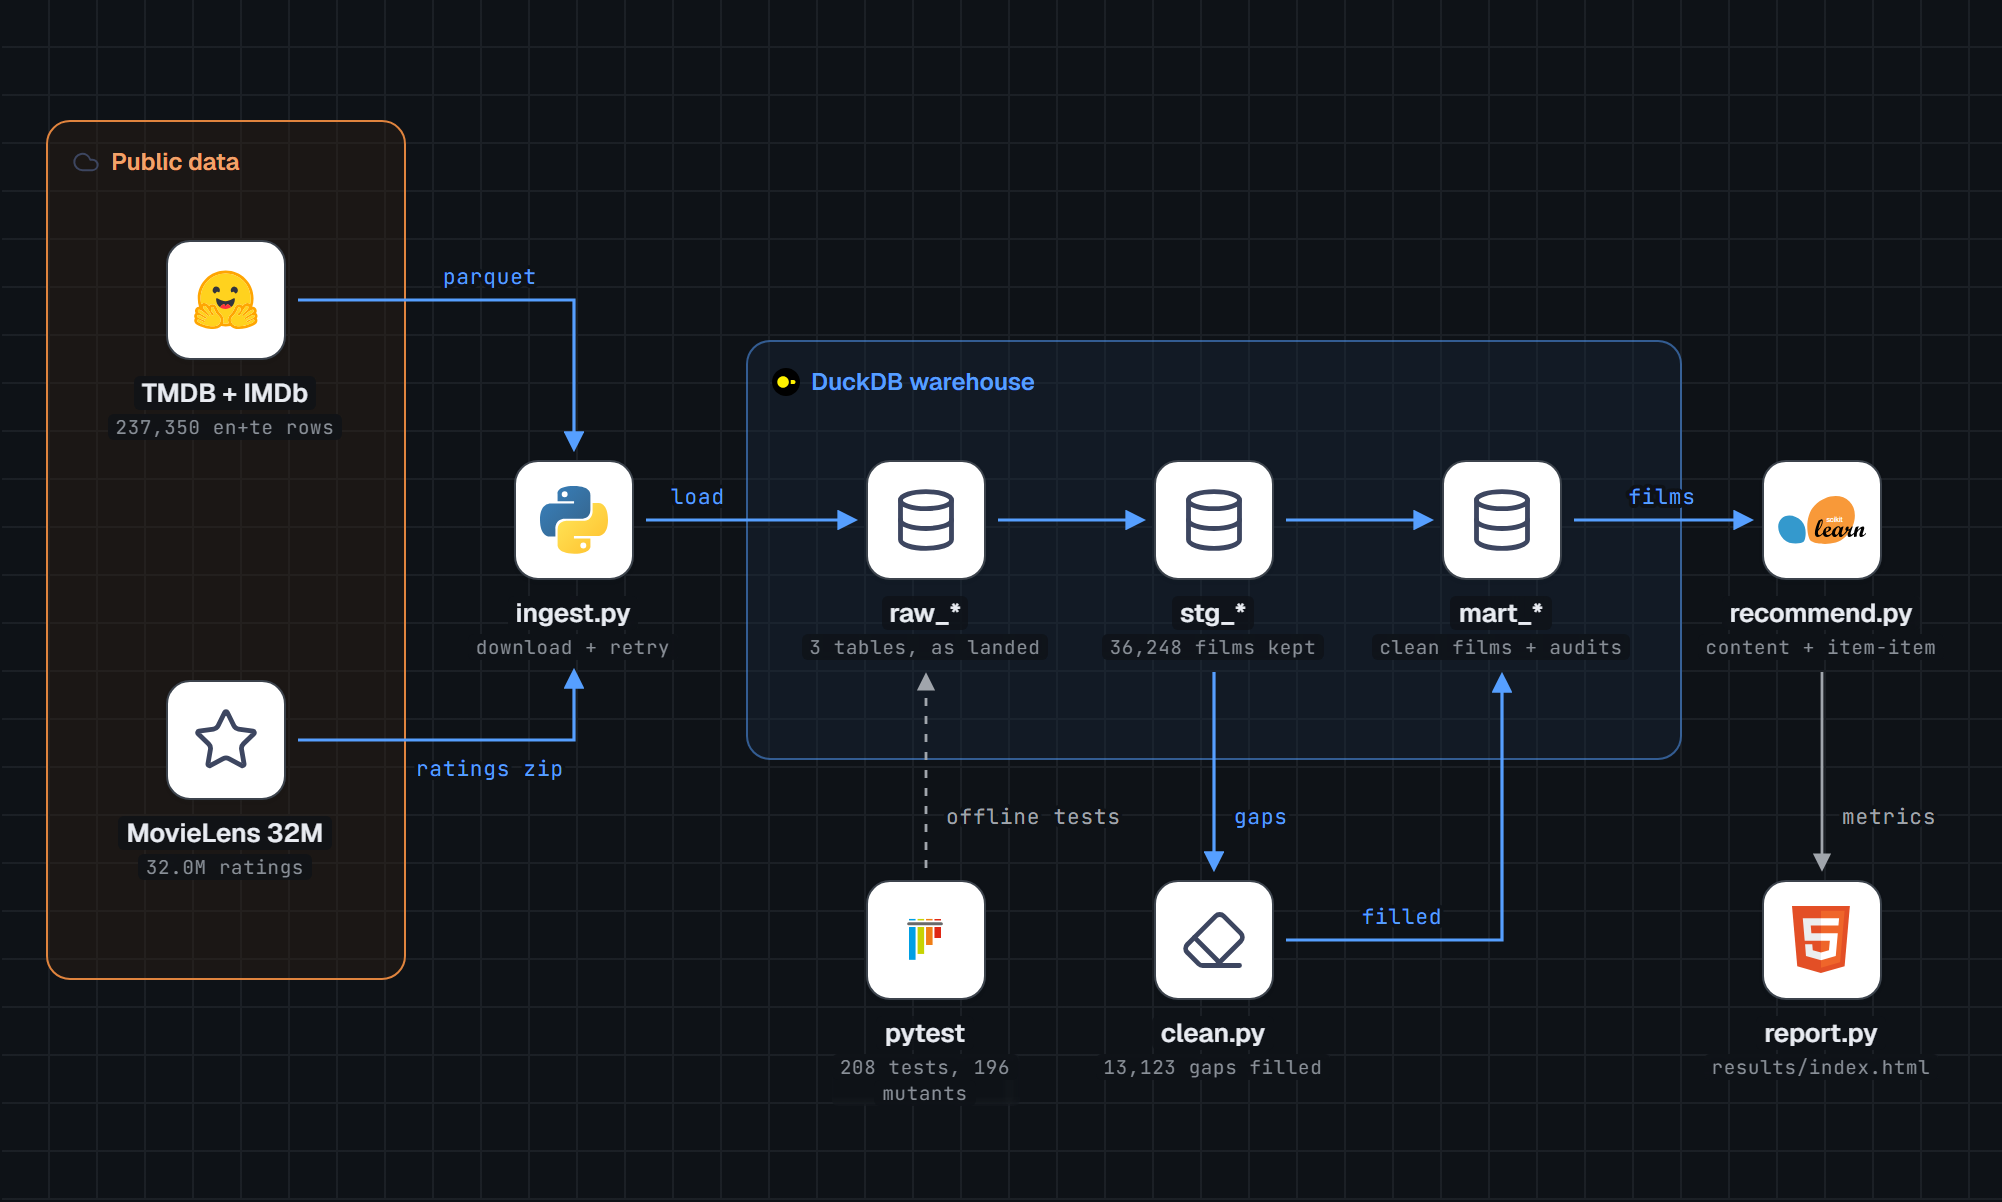 Public data
parquet
TMDB + IMDb
237,350 en+te rows
DuckDB warehouse
load
films
scikit
learn
ingest.py
download + retry
raw_*
3 tables, as landed
stg_*
36,248 films kept
mart_*
clean films + audits
recommend.py
content + item-item
ratings zip
MovieLens 32M
32.0M ratings
offline tests
gaps
metrics
filled
pytest
208 tests, 196
mutants
clean.py
13,123 gaps filled
report.py
results/index.html